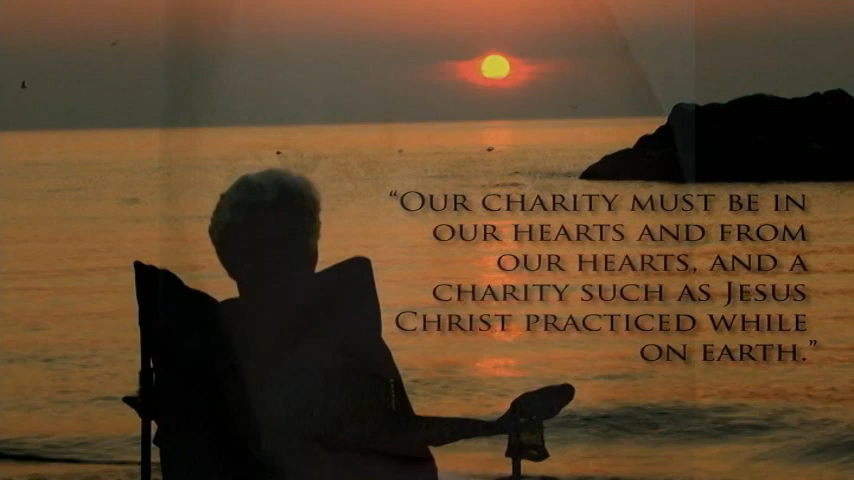 “Our charity must be in
our hearts and from
our hearts, and a
charity such as Jesus
Christ practiced while
on earth.”